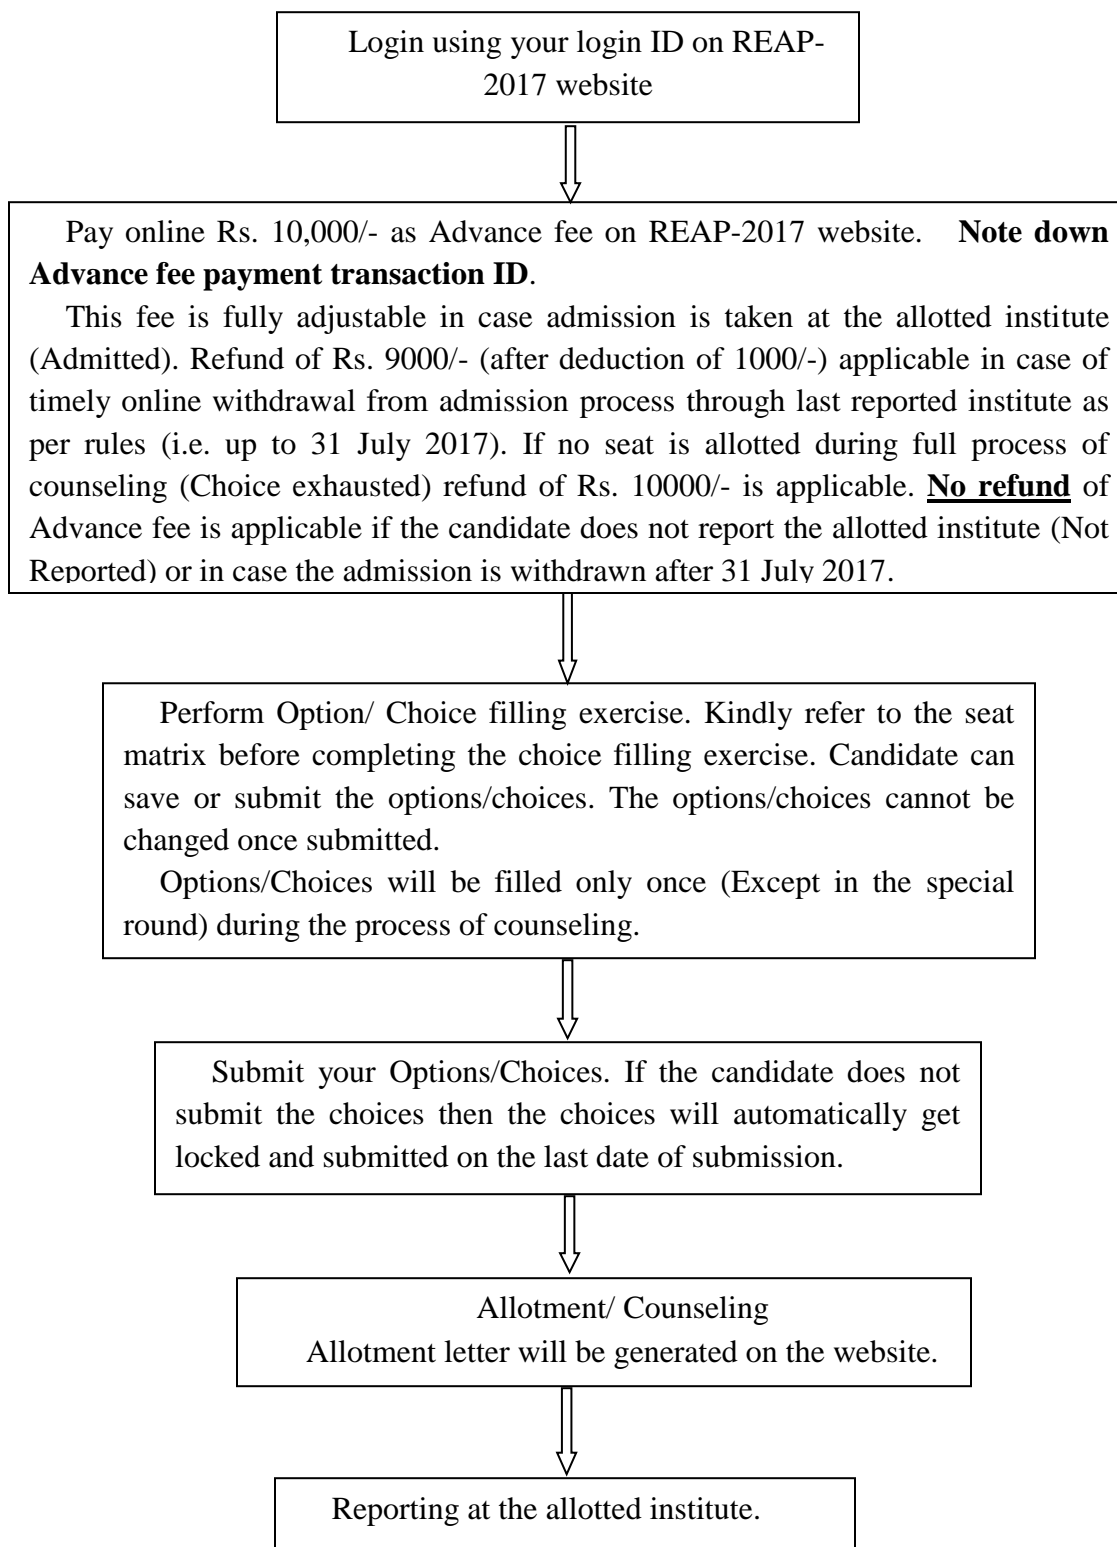 Login using your login ID on REAP-
2017 website
Pay online Rs. 10,000/- as Advance fee on REAP-2017 website. Note down
Advance fee payment transaction ID.
This fee is fully adjustable in case admission is taken at the allotted institute
(Admitted). Refund of Rs. 9000/- (after deduction of 1000/-) applicable in case of
timely online withdrawal from admission process through last reported institute as
per rules (i.e. up to 31 July 2017). If no seat is allotted during full process of
counseling (Choice exhausted) refund of Rs. 10000/- is applicable. No refund of
Advance fee is applicable if the candidate does not report the allotted institute (Not
Reported) or in case the admission is withdrawn after 31 July 2017.
Perform Option/ Choice filling exercise. Kindly refer to the seat
matrix before completing the choice filling exercise. Candidate can
save or submit the options/choices. The options/choices cannot be
changed once submitted.
Options/Choices will be filled only once (Except in the special
round) during the process of counseling.
Submit your Options/Choices. If the candidate does not
submit the choices then the choices will automatically get
locked and submitted on the last date of submission.
Allotment/ Counseling
Allotment letter will be generated on the website.
Reporting at the allotted institute.